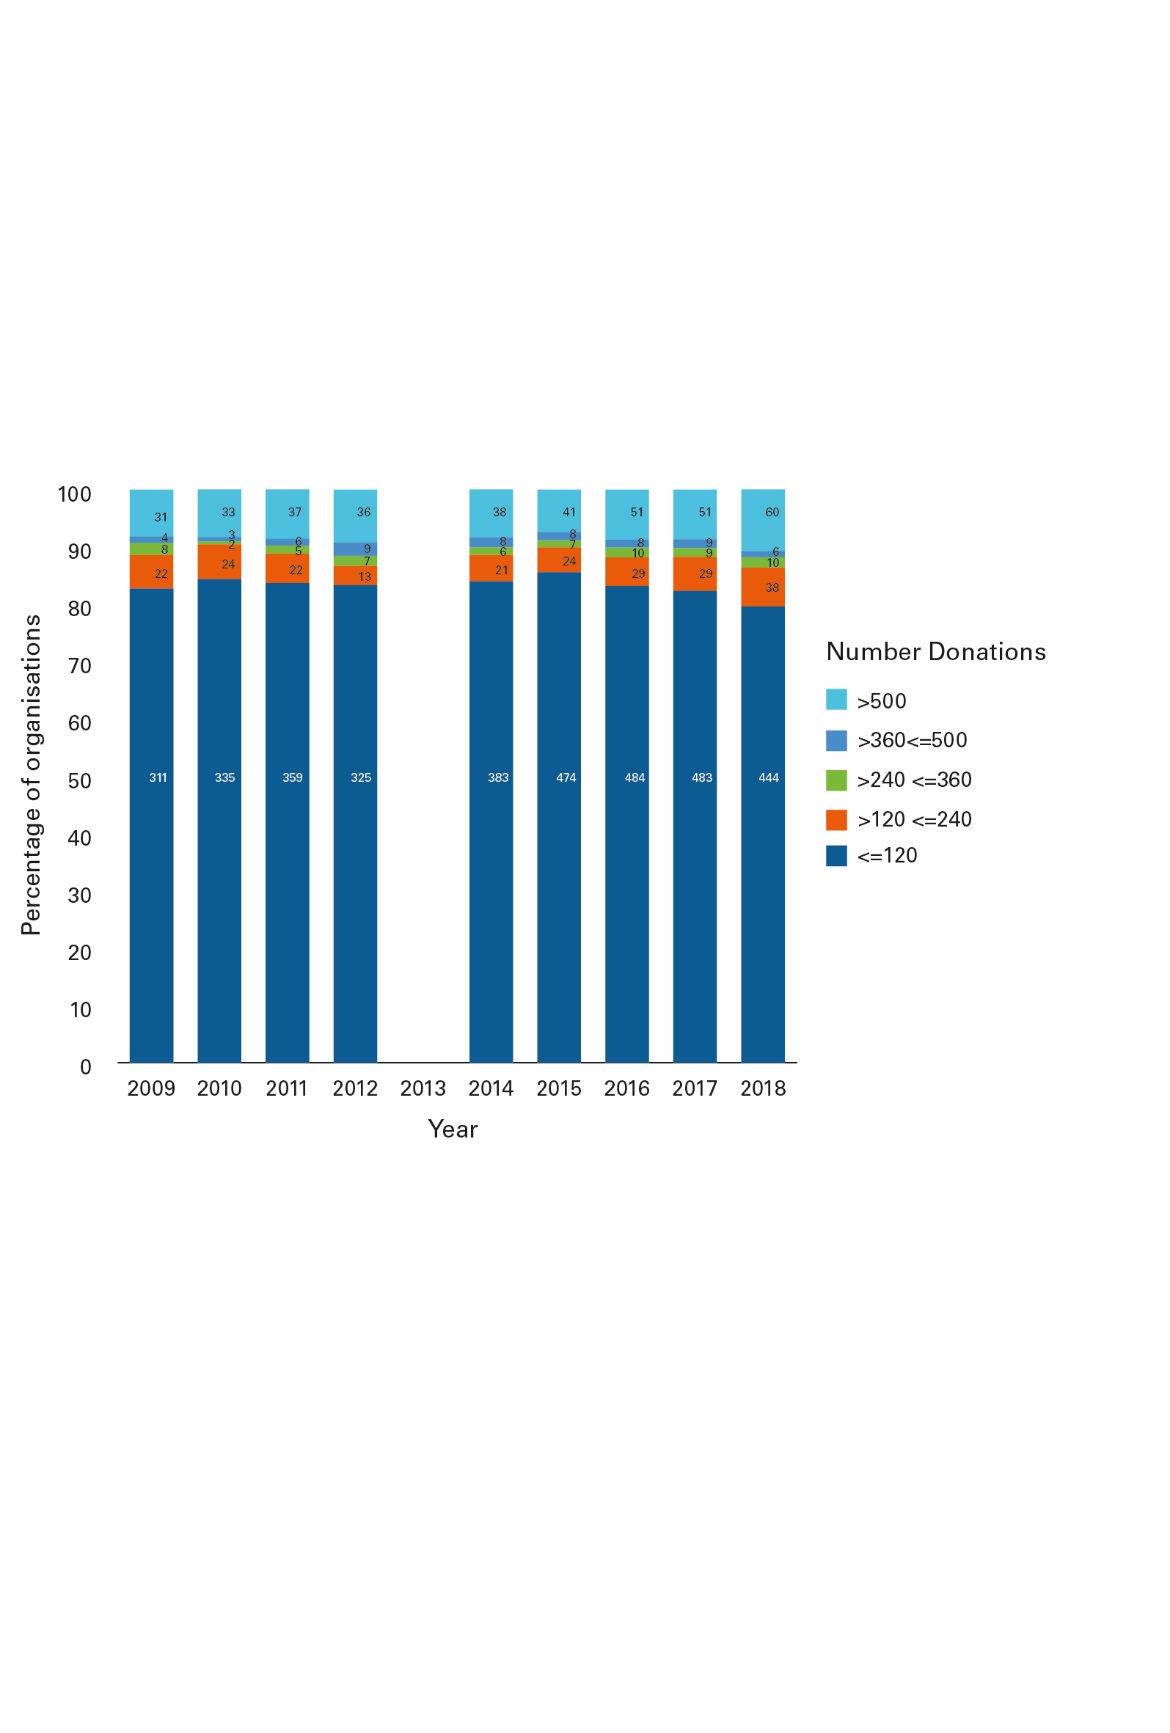 100
90
80
70
60
50
40
30
20
10
0
Percentage of organisations
31 33 37 36 38 41 51 51 60
4 3 6 9 8 8 8 9 6
8 2 5 7 6 7 10 9 10
22 24 22 13 21 24 29 29 38
311 335 359 325 383 474 484 483 444
2009 2010 2011 2012 2013 2014 2015 2016 2017 2018
Year
Number Donations
>500
>360<=500
>240 <=360
>120 <=240
<=120